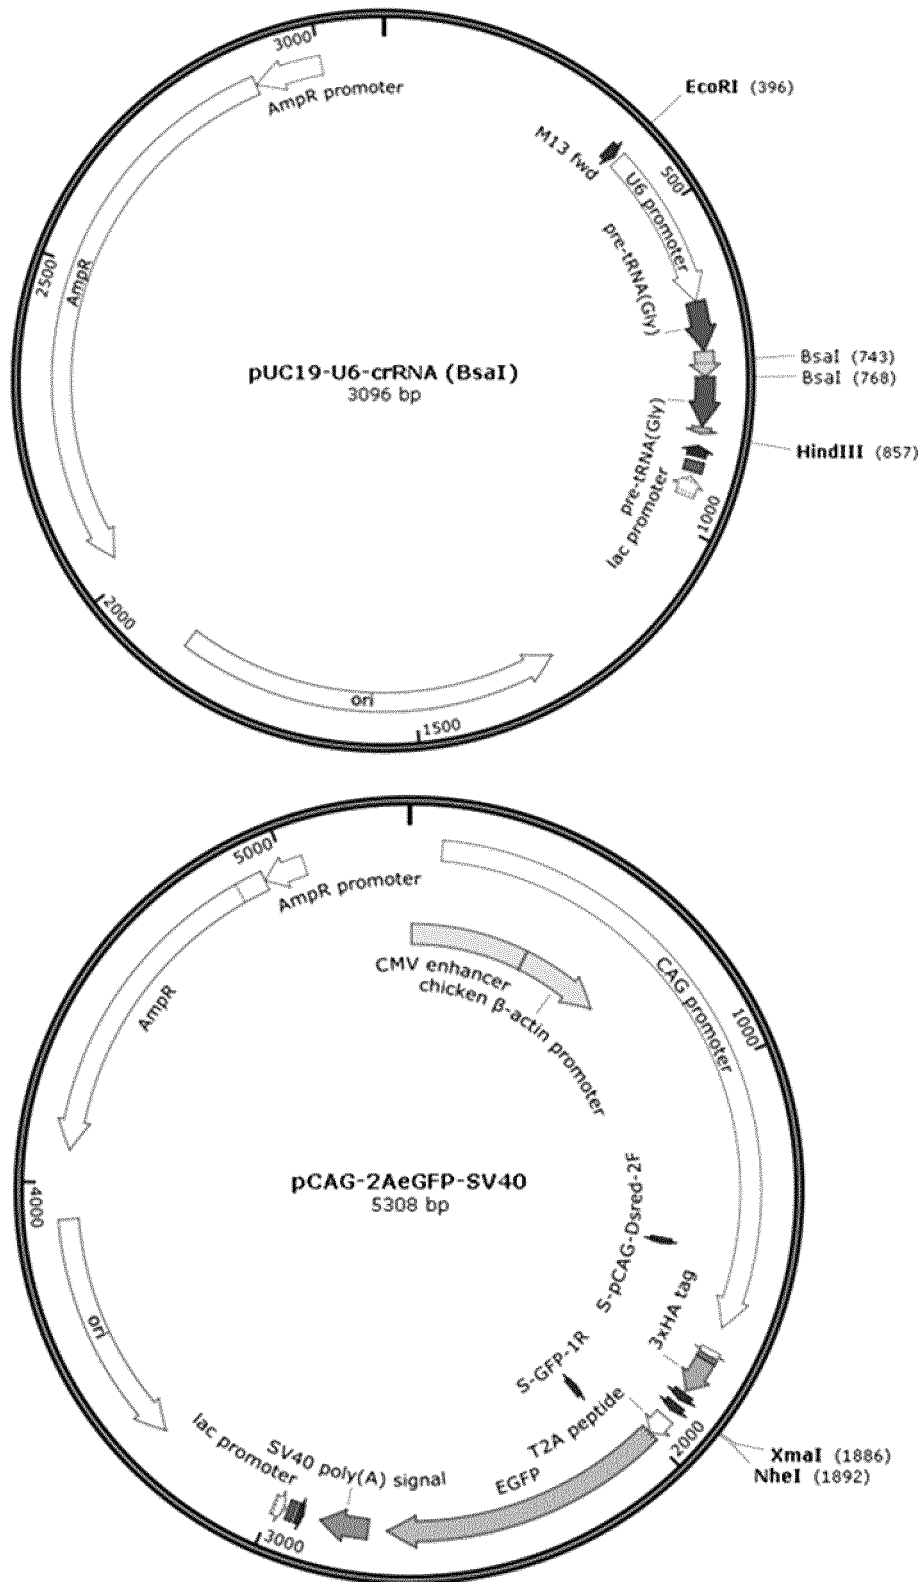 3000
AmpR promoter
EcoRI (396)
M13 fwd
500
U6 promoter
pre-tRNA(Gly)
2500
AmpR
BsaI (743)
BsaI (768)
pUC19-U6-crRNA (BsaI)
3096 bp
pre-tRNA(Gly)
HindIII (857)
lac promoter
1000
2000
ori
1500
5000
AmpR promoter
CMV enhancer
chicken β-actin promoter
CAG promoter
1000
AmpR
pCAG-2AeGFP-SV40
5308 bp
4000
S-pCAG-Dsred-2F
3xHA tag
ori
S-GFP-1R
T2A peptide
2000
XmaI (1886)
NheI (1892)
lac promoter
SV40 poly(A) signal
EGFP
3000